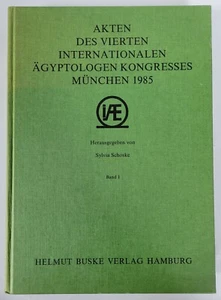 AKTEN
DES VIERTEN
INTERNATIONALEN
ÄGYPTOLOGEN KONGRESSES
MÜNCHEN 1985
IÄE
Herausgegeben von
Sylvia Schoske
Band 1
HELMUT BUSKE VERLAG HAMBURG